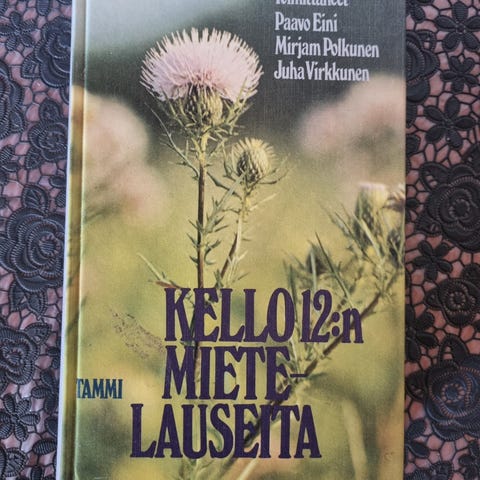 Toimittaneet
Paavo Eini
Mirjam Polkunen
Juha Virkkunen
KELLO 12:n
MIETE-
LAUSEITA
TAMMI